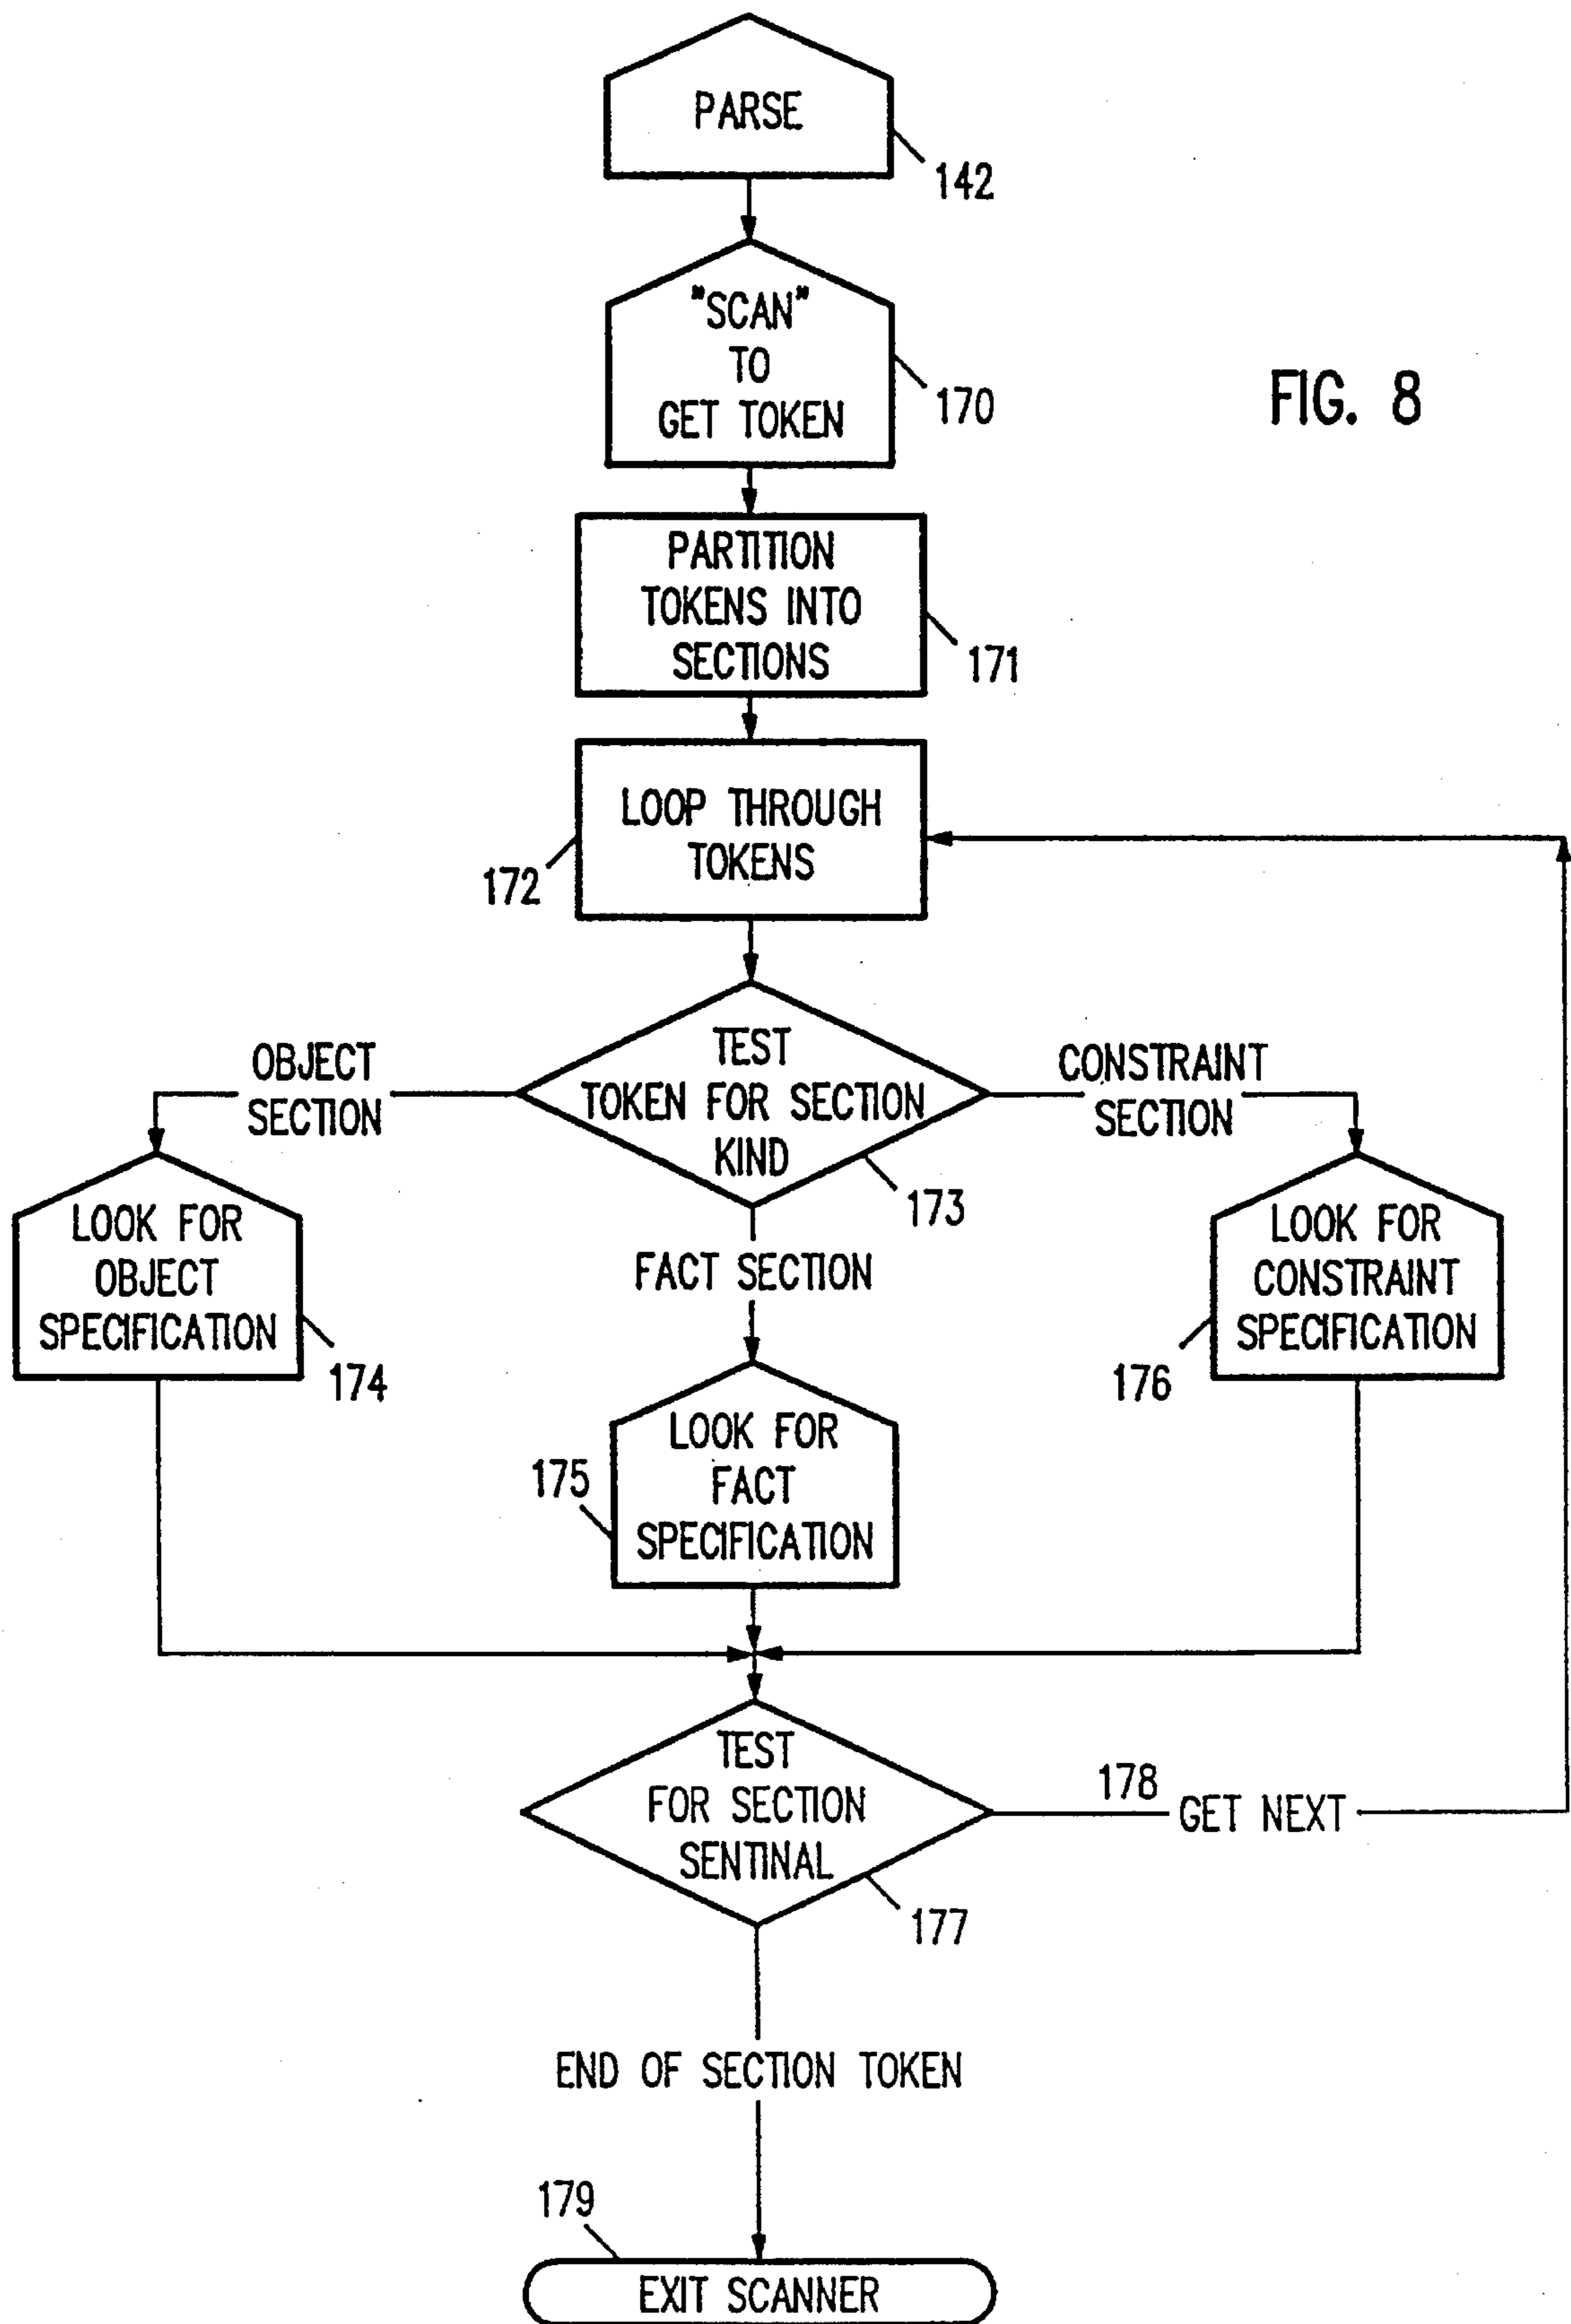 PARSE
142
"SCAN"
TO
GET TOKEN
170
FIG. 8
PARTITION
TOKENS INTO
SECTIONS
171
LOOP THROUGH
TOKENS
172
TEST
TOKEN FOR SECTION
KIND
173
OBJECT
SECTION
CONSTRAINT
SECTION
LOOK FOR
OBJECT
SPECIFICATION
174
FACT SECTION
LOOK FOR
CONSTRAINT
SPECIFICATION
176
LOOK FOR
FACT
SPECIFICATION
175
TEST
FOR SECTION
SENTINAL
177
178
GET NEXT
END OF SECTION TOKEN
179
EXIT SCANNER